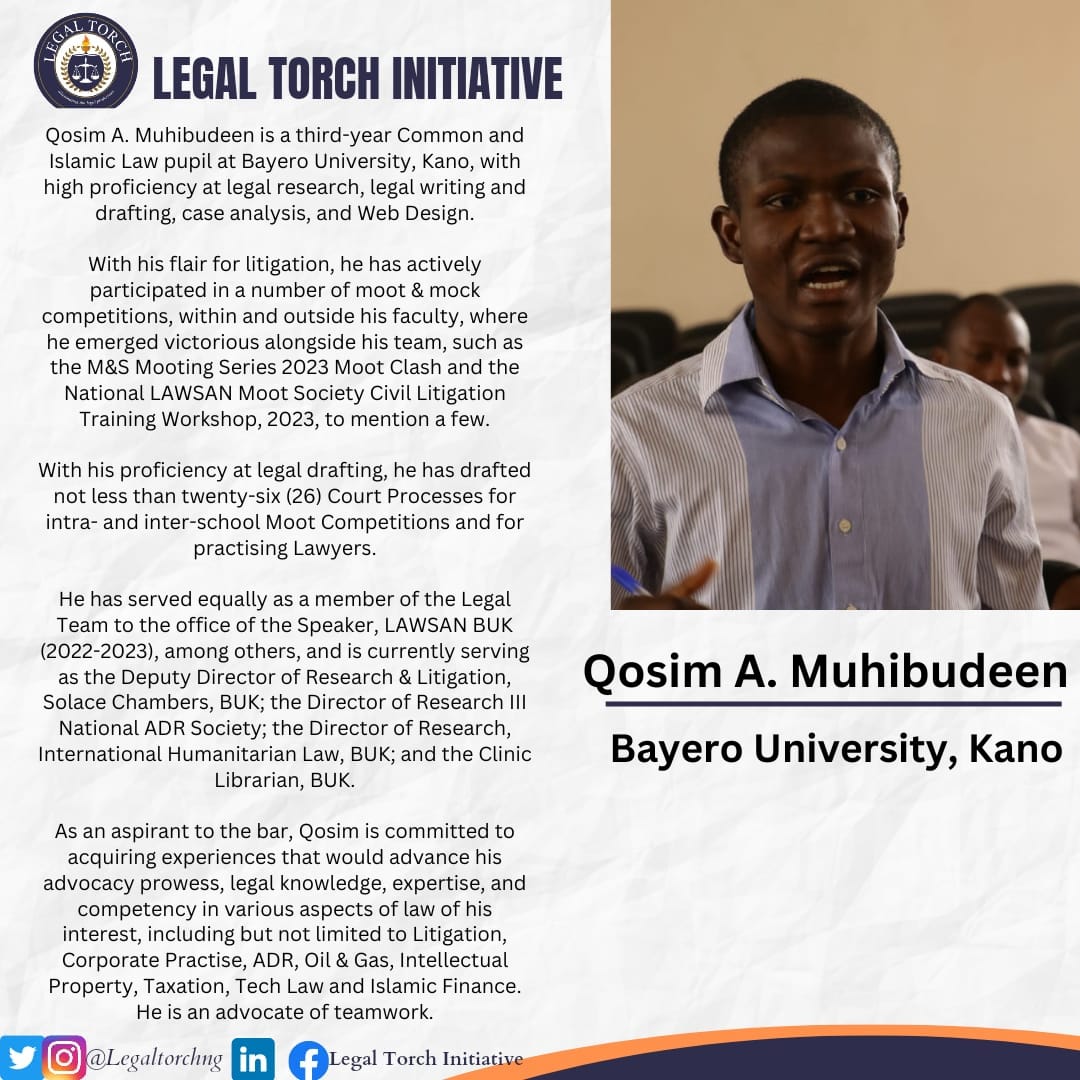 LEGAL TORCH
LEGAL TORCH INITIATIVE
Qosim A. Muhibudeen is a third-year Common and
Islamic Law pupil at Bayero University, Kano, with
high proficiency at legal research, legal writing and
drafting, case analysis, and Web Design.
With his flair for litigation, he has actively
participated in a number of moot & mock
competitions, within and outside his faculty, where
he emerged victorious alongside his team, such as
the M&S Mooting Series 2023 Moot Clash and the
National LAWSAN Moot Society Civil Litigation
Training Workshop, 2023, to mention a few.
With his proficiency at legal drafting, he has drafted
not less than twenty-six (26) Court Processes for
intra- and inter-school Moot Competitions and for
practising Lawyers.
He has served equally as a member of the Legal
Team to the office of the Speaker, LAWSAN BUK
(2022-2023), among others, and is currently serving
as the Deputy Director of Research & Litigation,
Solace Chambers, BUK; the Director of Research III
National ADR Society; the Director of Research,
International Humanitarian Law, BUK; and the Clinic
Librarian, BUK.
As an aspirant to the bar, Qosim is committed to
acquiring experiences that would advance his
advocacy prowess, legal knowledge, expertise, and
competency in various aspects of law of his
interest, including but not limited to Litigation,
Corporate Practise, ADR, Oil & Gas, Intellectual
Property, Taxation, Tech Law and Islamic Finance.
He is an advocate of teamwork.
Qosim A. Muhibudeen
Bayero University, Kano
@Legaltorchng
Legal Torch Initiative